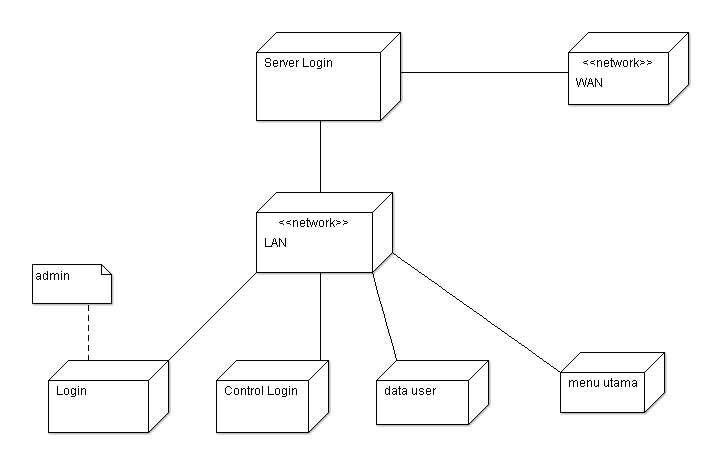 Server Login
<<network>>
WAN
<<network>>
LAN
admin
Login
Control Login
data user
menu utama